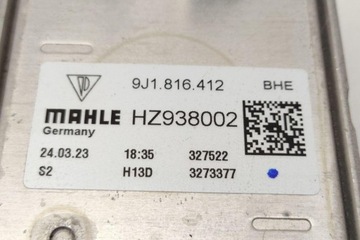 9J1.816.412 BHE
MAHLE HZ938002
Germany
24.03.23 18:35 327522
S2 H13D 3273377